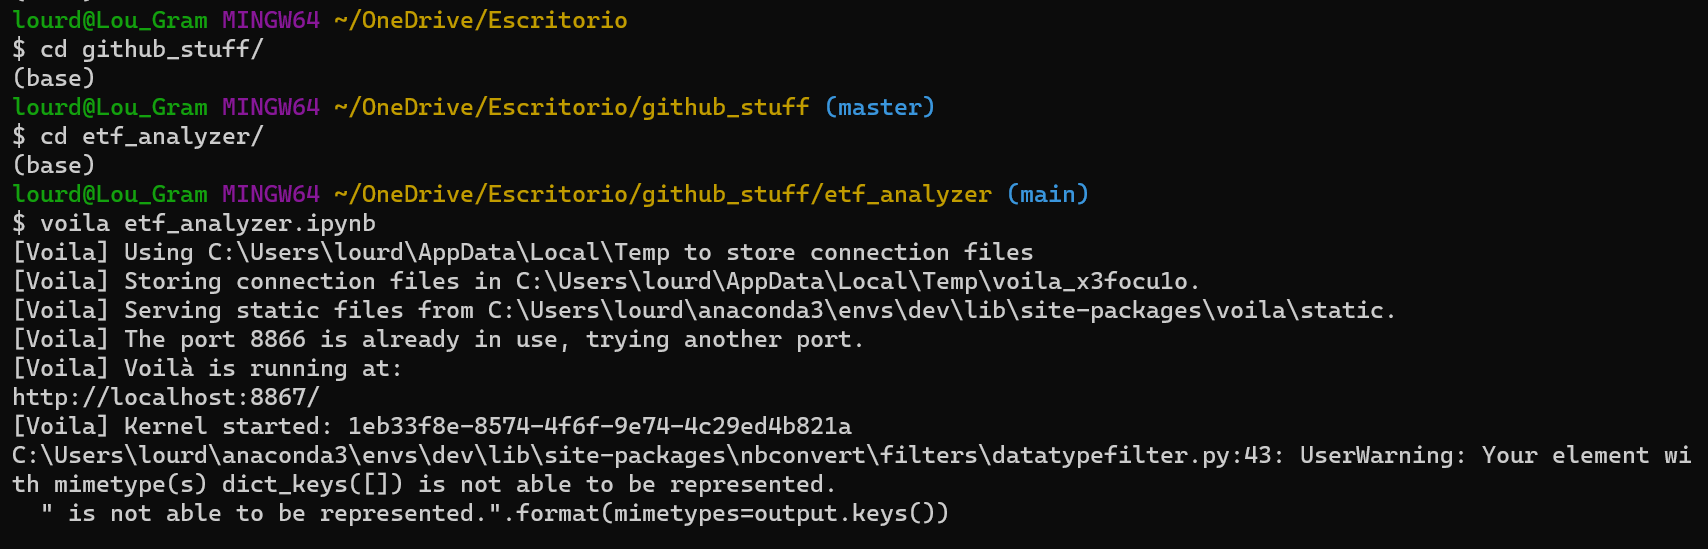 lourd@Lou_Gram MINGW64 ~/OneDrive/Escritorio
$ cd github_stuff/
(base)
lourd@Lou_Gram MINGW64 ~/OneDrive/Escritorio/github_stuff (master)
$ cd etf_analyzer/
(base)
lourd@Lou_Gram MINGW64 ~/OneDrive/Escritorio/github_stuff/etf_analyzer (main)
$ voila etf_analyzer.ipynb
[Voila] Using C:\Users\lourd\AppData\Local\Temp to store connection files
[Voila] Storing connection files in C:\Users\lourd\AppData\Local\Temp\voila_x3focu1o.
[Voila] Serving static files from C:\Users\lourd\anaconda3\envs\dev\lib\site-packages\voila\static.
[Voila] The port 8866 is already in use, trying another port.
[Voila] Voilà is running at:
http://localhost:8867/
[Voila] Kernel started: 1eb33f8e-8574-4f6f-9e74-4c29ed4b821a
C:\Users\lourd\anaconda3\envs\dev\lib\site-packages\nbconvert\filters\datatypefilter.py:43: UserWarning: Your element wi
th mimetype(s) dict_keys([]) is not able to be represented.
  " is not able to be represented.".format(mimetypes=output.keys())